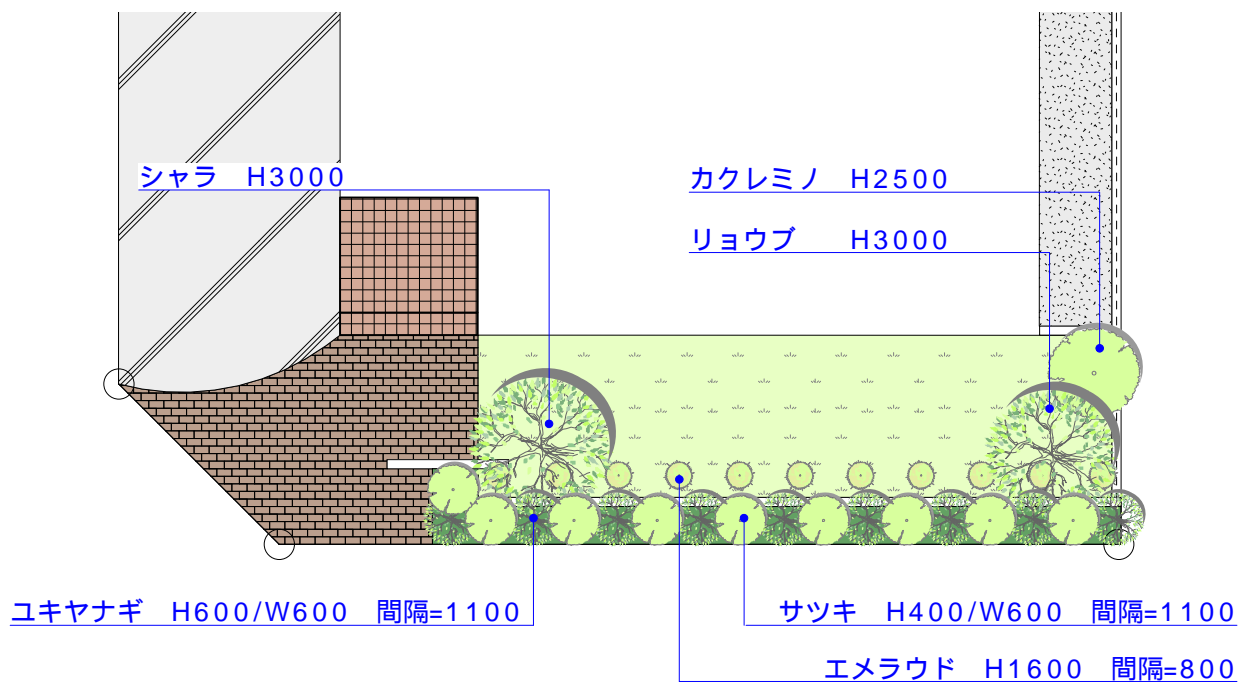 シャラ　H3000
カクレミノ　H2500
リョウブ　　H3000
ユキヤナギ　H600/W600　間隔=1100
サツキ　H400/W600　間隔=1100
エメラウド　H1600　間隔=800